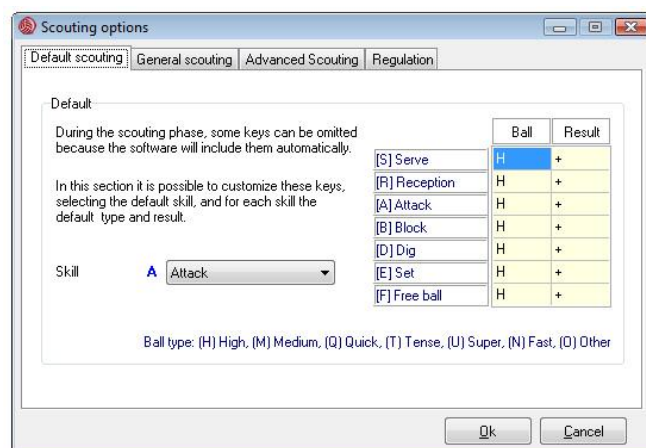 Scouting options
Default scouting General scouting Advanced Scouting Regulation
Default
During the scouting phase, some keys can be omitted
because the software will include them automatically.
In this section it is possible to customize these keys,
selecting the default skill, and for each skill the
default type and result.
Skill A Attack
Ball Result
[S] Serve H +
[R] Reception H +
[A] Attack H +
[B] Block H +
[D] Dig H +
[E] Set H +
[F] Free ball H +
Ball type: (H) High, (M) Medium, (Q) Quick, (T) Tense, (U) Super, (N) Fast, (O) Other
Ok Cancel